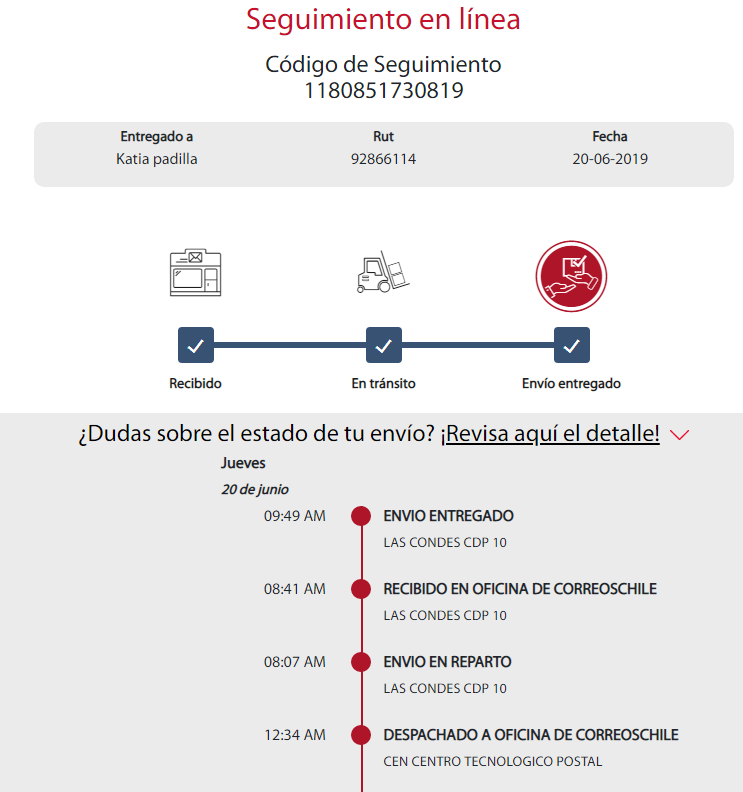 Seguimiento en línea
Código de Seguimiento
1180851730819
Entregado a Rut Fecha
Katia padilla 92866114 20-06-2019
Recibido En tránsito Envío entregado
¿Dudas sobre el estado de tu envío? ¡Revisa aquí el detalle!
Jueves
20 de junio
09:49 AM ENVIO ENTREGADO
LAS CONDES CDP 10
08:41 AM RECIBIDO EN OFICINA DE CORREOSCHILE
LAS CONDES CDP 10
08:07 AM ENVIO EN REPARTO
LAS CONDES CDP 10
12:34 AM DESPACHADO A OFICINA DE CORREOSCHILE
CEN CENTRO TECNOLOGICO POSTAL